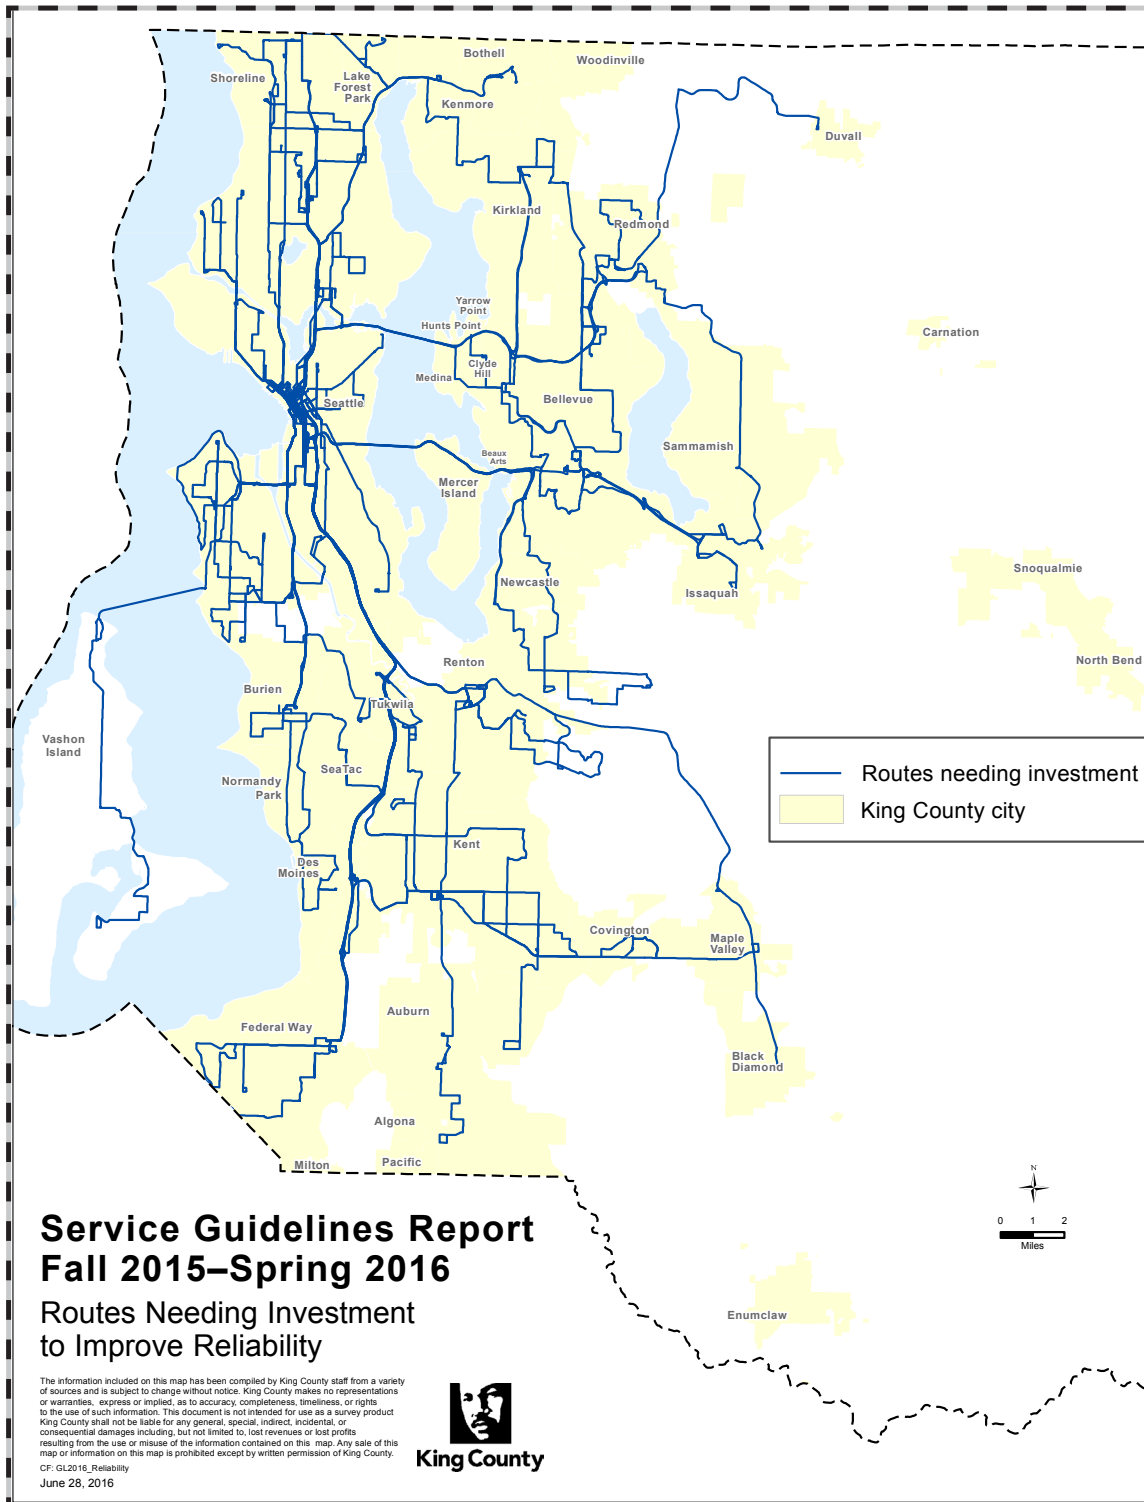 Bothell
Woodinville
Shoreline
Lake
Forest
Park
Kenmore
Duvall
Kirkland
Redmond
Yarrow
Point
Hunts Point
Carnation
Clyde
Hill
Medina
Bellevue
Seattle
Sammamish
Beaux
Arts
Mercer
Island
Newcastle
Issaquah
Snoqualmie
North Bend
Renton
Burien
Tukwila
Vashon
Island
SeaTac
Normandy
Park
Routes needing investment
King County city
Kent
Des
Moines
Covington
Maple
Valley
Auburn
Federal Way
Black
Diamond
Algona
Milton
Pacific
N
0 1 2
Miles
Service Guidelines Report
Fall 2015–Spring 2016
Routes Needing Investment
to Improve Reliability
Enumclaw
The information included on this map has been compiled by King County staff from a variety
of sources and is subject to change without notice. King County makes no representations
or warranties, express or implied, as to accuracy, completeness, timeliness, or rights
to the use of such information. This document is not intended for use as a survey product
King County shall not be liable for any general, special, indirect, incidental, or
consequential damages including, but not limited to, lost revenues or lost profits
resulting from the use or misuse of the information contained on this map. Any sale of this
map or information on this map is prohibited except by written permission of King County.
CF: GL2016_Reliability
June 28, 2016
King County